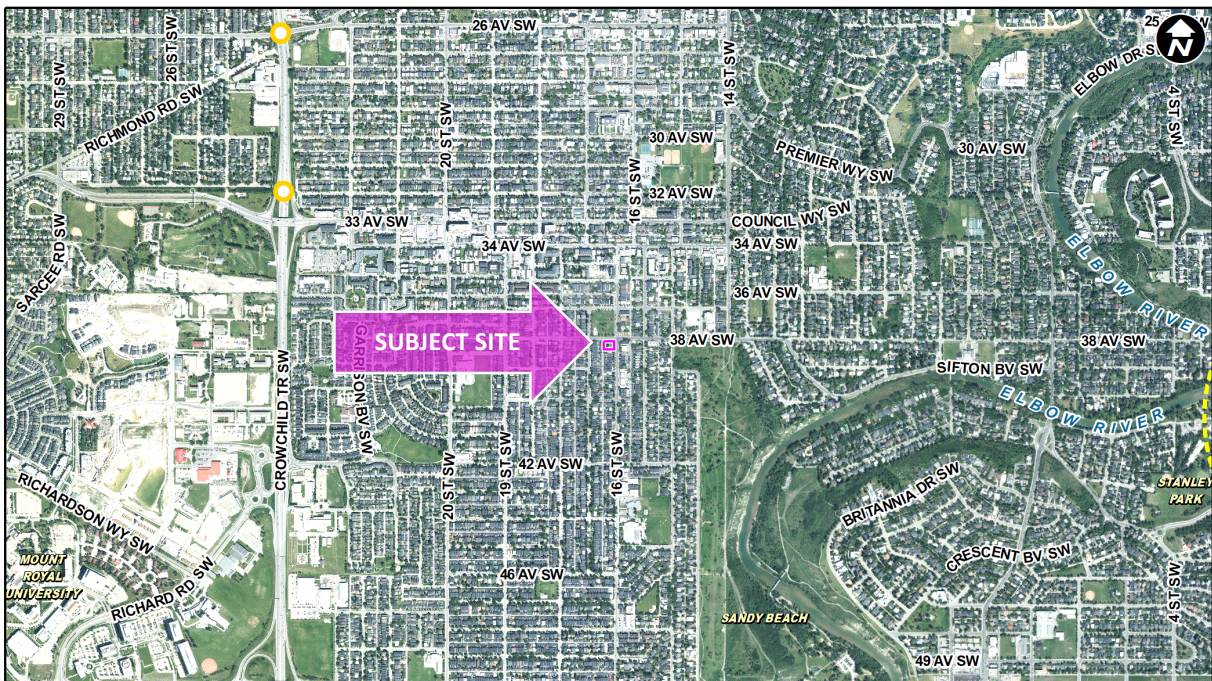 26 AV SW
25
N
29 ST SW
26 ST SW
RICHMOND RD SW
20 ST SW
14 ST SW
ELBOW DR S
4 ST SW
30 AV SW
30 AV SW
PREMIER WY SW
16 ST SW
32 AV SW
33 AV SW
COUNCIL WY SW
34 AV SW
34 AV SW
SARCEE RD SW
ELBOW RIVER
36 AV SW
SUBJECT SITE
GARRISON BV SW
38 AV SW
38 AV SW
SIFTON BV SW
ELBOW RIVER
CROWCHILD TR SW
42 AV SW
20 ST SW
19 ST SW
16 ST SW
BRITANNIA DR SW
STANLEY
PARK
RICHARDSON WY SW
CRESCENT BV SW
MOUNT
ROYAL
UNIVERSITY
46 AV SW
RICHARD RD SW
4 ST SW
SANDY BEACH
49 AV SW